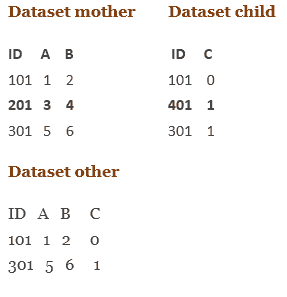 Dataset mother
ID A B
101 1 2
201 3 4
301 5 6
Dataset child
ID C
101 0
401 1
301 1
Dataset other
ID A B C
101 1 2 0
301 5 6 1